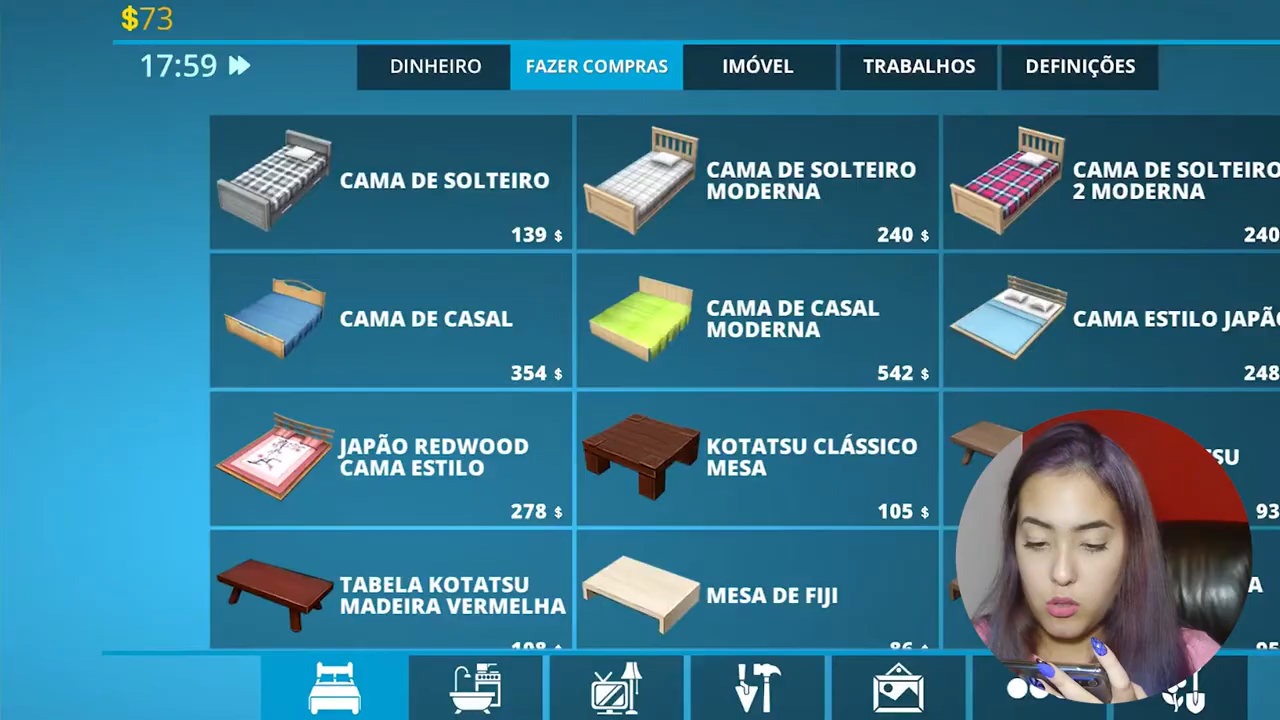 $73
17:59
DINHEIRO
FAZER COMPRAS
IMÓVEL
TRABALHOS
DEFINIÇÕES
CAMA DE SOLTEIRO
139 $
CAMA DE SOLTEIRO
MODERNA
240 $
CAMA DE SOLTEIRO
2 MODERNA
240
CAMA DE CASAL
354 $
CAMA DE CASAL
MODERNA
542 $
CAMA ESTILO
248
JAPÃO REDWOOD
CAMA ESTILO
278 $
KOTATSU CLÁSSICO
MESA
105 $
93
TABELA KOTATSU
MADEIRA VERMELHA
MESA DE FIJI